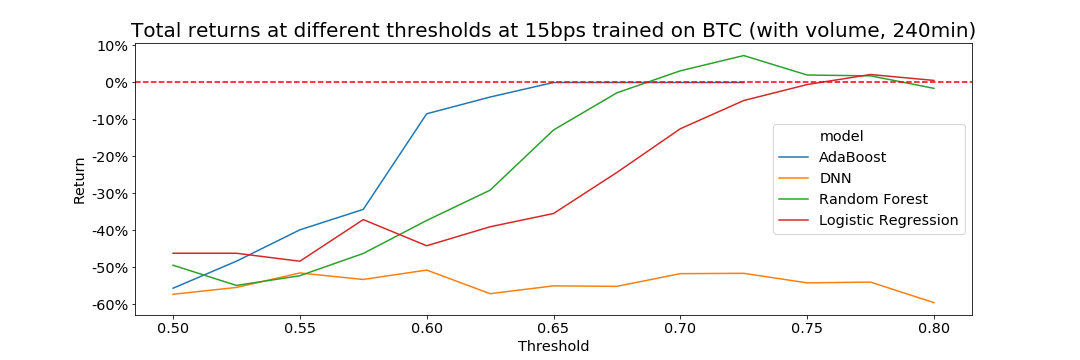 Total returns at different thresholds at 15bps trained on BTC (with volume, 240min)
10%
0%
-10%
-20%
-30%
-40%
-50%
-60%
Return
model
AdaBoost
DNN
Random Forest
Logistic Regression
0.50 0.55 0.60 0.65 0.70 0.75 0.80
Threshold